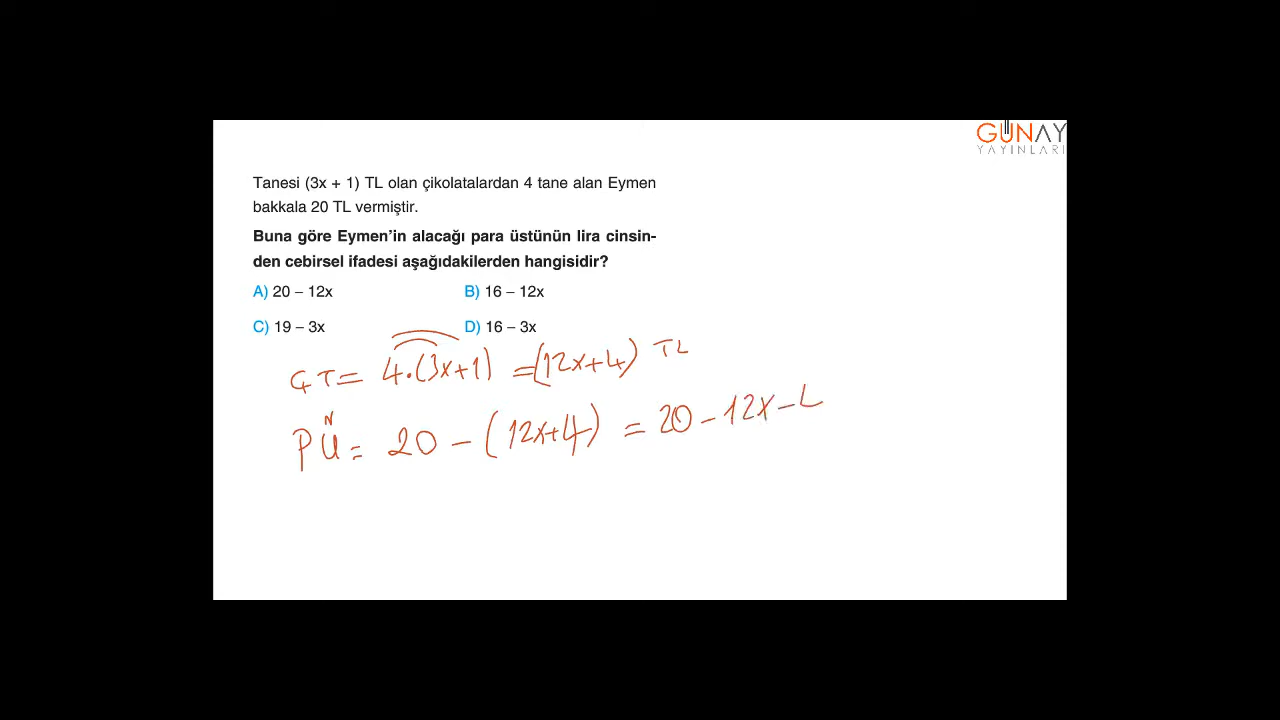 GÜNAY
YAYINLARI
Tanesi (3x + 1) TL olan çikolatalardan 4 tane alan Eymen
bakkala 20 TL vermiştir.
Buna göre Eymen'in alacağı para üstünün lira cinsin-
den cebirsel ifadesi aşağıdakilerden hangisidir?
A) 20 – 12x B) 16 – 12x
C) 19 – 3x D) 16 – 3x
ÇT = 4.(3x+1) = (12x+4) TL
PÜ = 20 – (12x+4) = 20 – 12x –